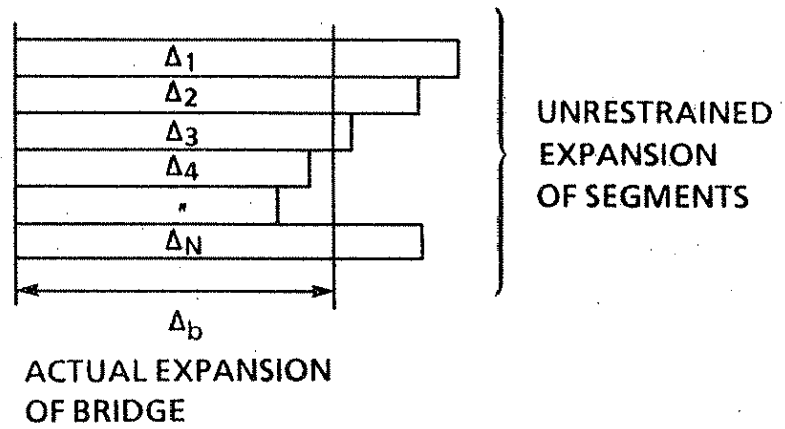 Δ1
Δ2
Δ3
Δ4
"
ΔN
UNRESTRAINED
EXPANSION
OF SEGMENTS
Δb
ACTUAL EXPANSION
OF BRIDGE